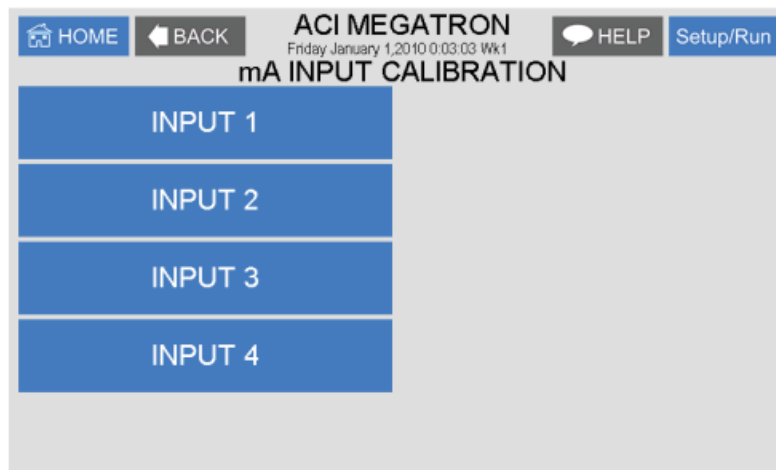 HOME BACK ACI MEGATRON HELP Setup/Run
Friday January 1,2010 0:03:03 Wk1
mA INPUT CALIBRATION
INPUT 1
INPUT 2
INPUT 3
INPUT 4